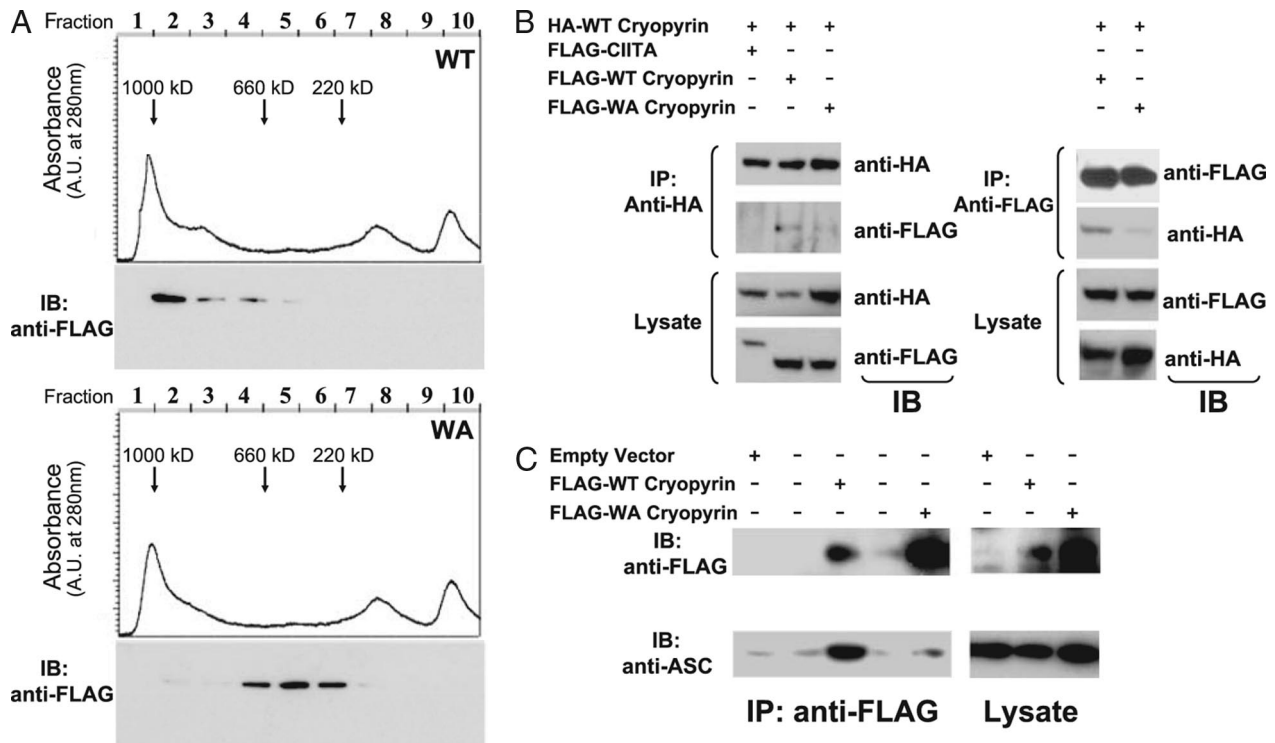 A
Fraction 1 2 3 4 5 6 7 8 9 10
WT
1000 kD 660 kD 220 kD
Absorbance
(A.U. at 280nm)
IB:
anti-FLAG
Fraction 1 2 3 4 5 6 7 8 9 10
WA
1000 kD 660 kD 220 kD
Absorbance
(A.U. at 280nm)
IB:
anti-FLAG
B
HA-WT Cryopyrin + + + + +
FLAG-CIITA + - - - -
FLAG-WT Cryopyrin - + - + -
FLAG-WA Cryopyrin - - + - +
IP:
Anti-HA
anti-HA
anti-FLAG
Lysate
anti-HA
anti-FLAG
IB
IP:
Anti-FLAG
anti-FLAG
anti-HA
Lysate
anti-FLAG
anti-HA
IB
C
Empty Vector + - - - - + - -
FLAG-WT Cryopyrin - - + - - - + -
FLAG-WA Cryopyrin - - - - + - - +
IB:
anti-FLAG
IB:
anti-ASC
IP: anti-FLAG Lysate